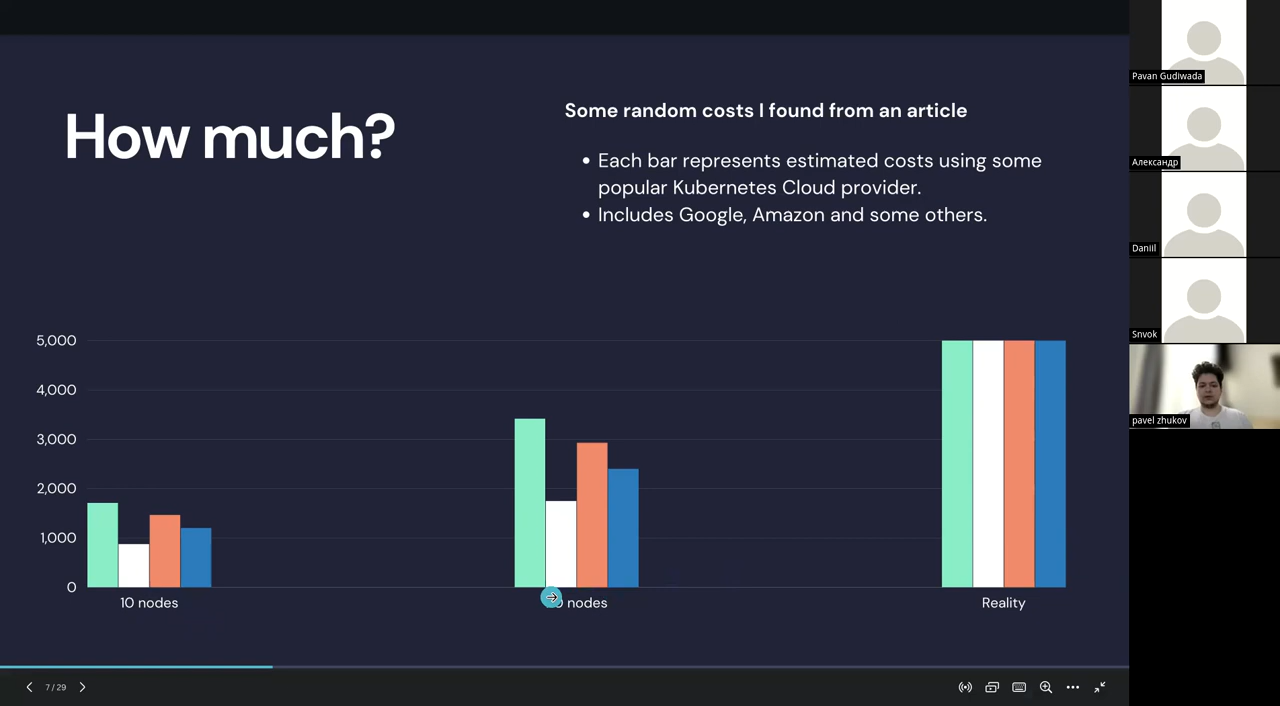 How much?
Some random costs I found from an article
Each bar represents estimated costs using some
popular Kubernetes Cloud provider.
Includes Google, Amazon and some others.
5,000
4,000
3,000
2,000
1,000
0
10 nodes
nodes
Reality
7 / 29
Pavan Gudiwada
Александр
Daniil
Snvok
pavel zhukov